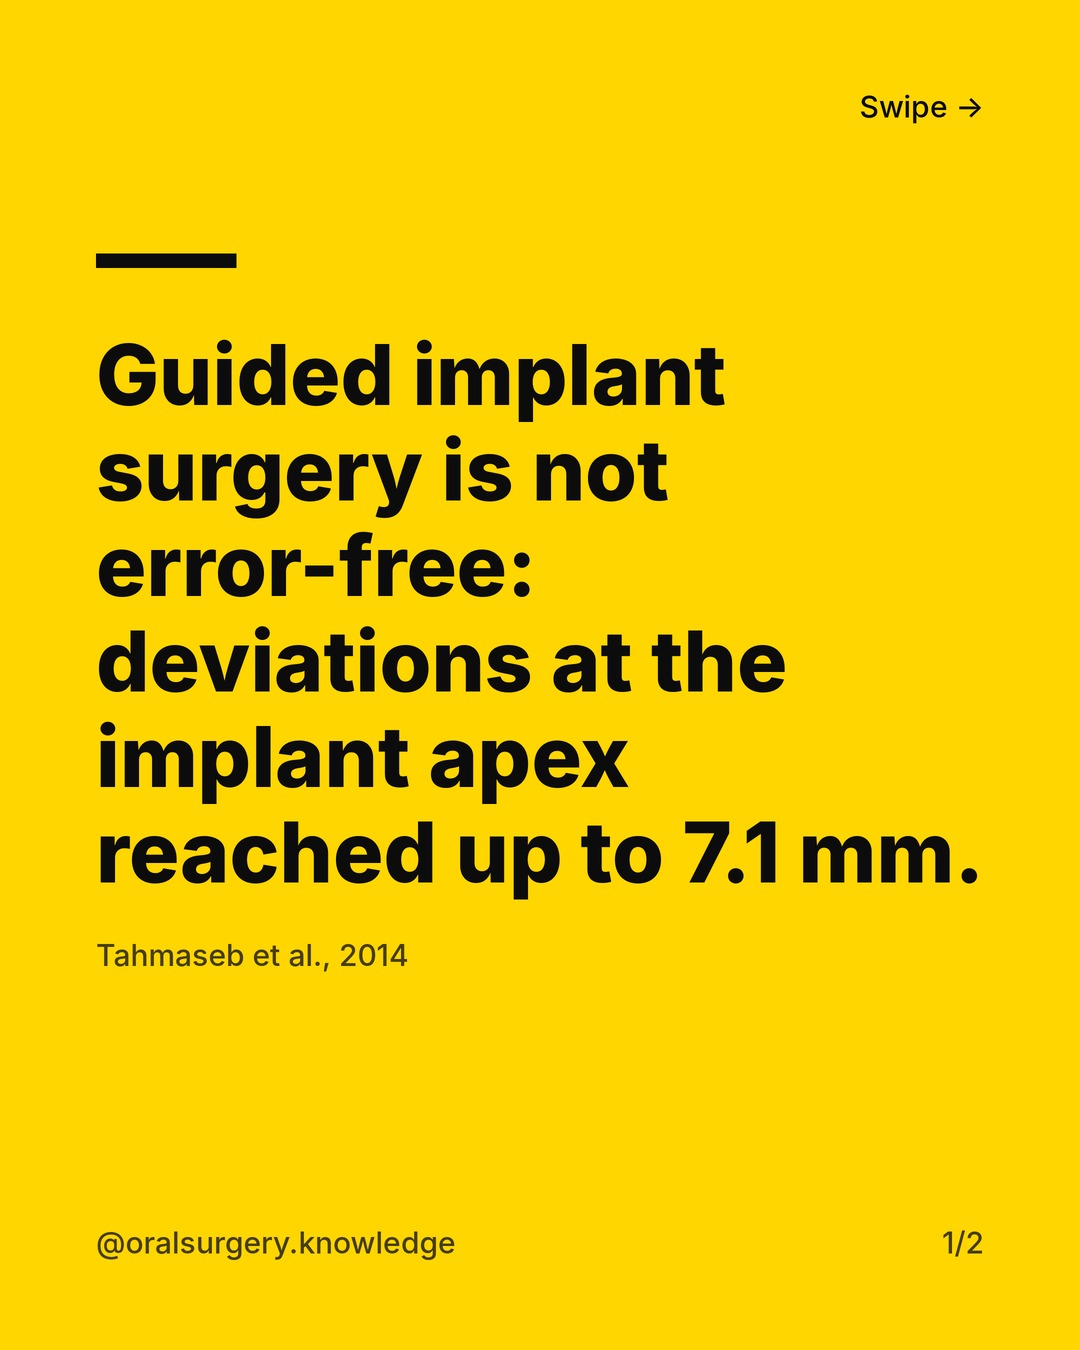 Swipe →
Guided implant
surgery is not
error-free:
deviations at the
implant apex
reached up to 7.1 mm.
Tahmaseb et al., 2014
@oralsurgery.knowledge
1/2